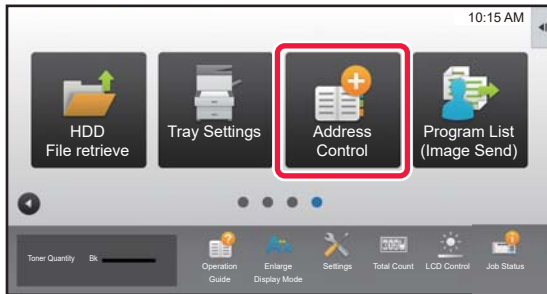 10:15 AM
HDD
File retrieve
Tray Settings
Address
Control
Program List
(Image Send)
Toner Quantity Bk
Operation
Guide
Enlarge
Display Mode
Settings
Total Count
LCD Control
Job Status